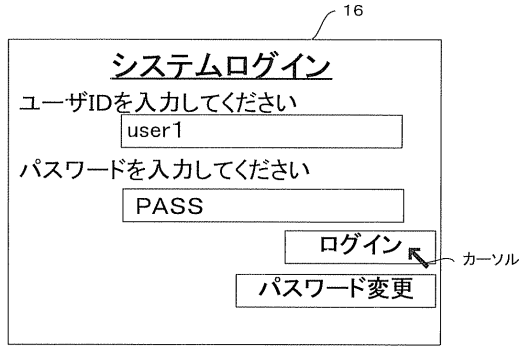 16
システムログイン
ユーザIDを入力してください
user1
パスワードを入力してください
PASS
ログイン
カーソル
パスワード変更